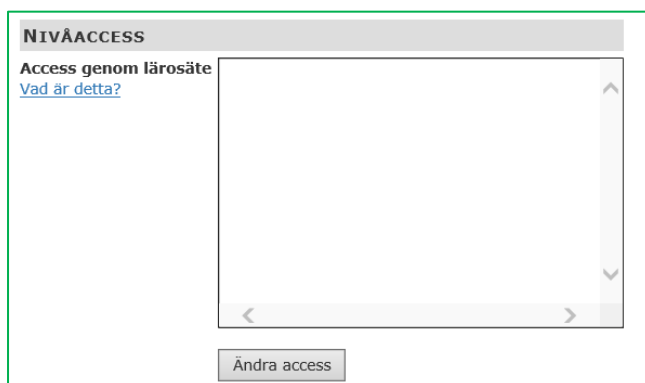 NIVÅACCESS
Access genom lärosäte
Vad är detta?
Ändra access